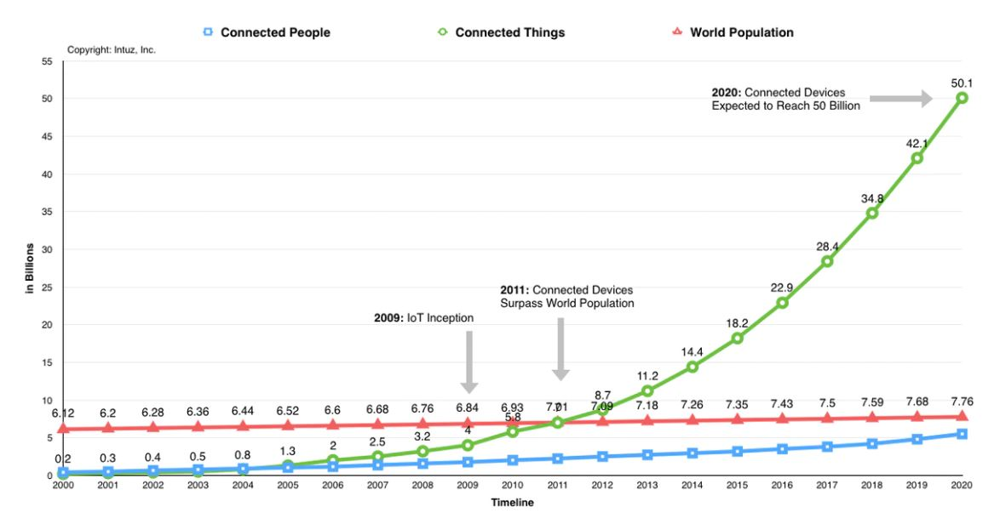 Connected People
Connected Things
World Population
Copyright: Intuz, Inc.
55
50
45
40
35
30
25
20
15
10
5
0
in Billions
2020: Connected Devices
Expected to Reach 50 Billion
2011: Connected Devices
Surpass World Population
2009: IoT Inception
50.1
42.1
34.8
28.4
22.9
18.2
14.4
11.2
8.7
6.12 6.2 6.28 6.36 6.44 6.52 6.6 6.68 6.76 6.84 6.93 7.01 7.09 7.18 7.26 7.35 7.43 7.5 7.59 7.68 7.76
0.2 0.3 0.4 0.5 0.8 1.3 2 2.5 3.2 4 5.8
2000 2001 2002 2003 2004 2005 2006 2007 2008 2009 2010 2011 2012 2013 2014 2015 2016 2017 2018 2019 2020
Timeline